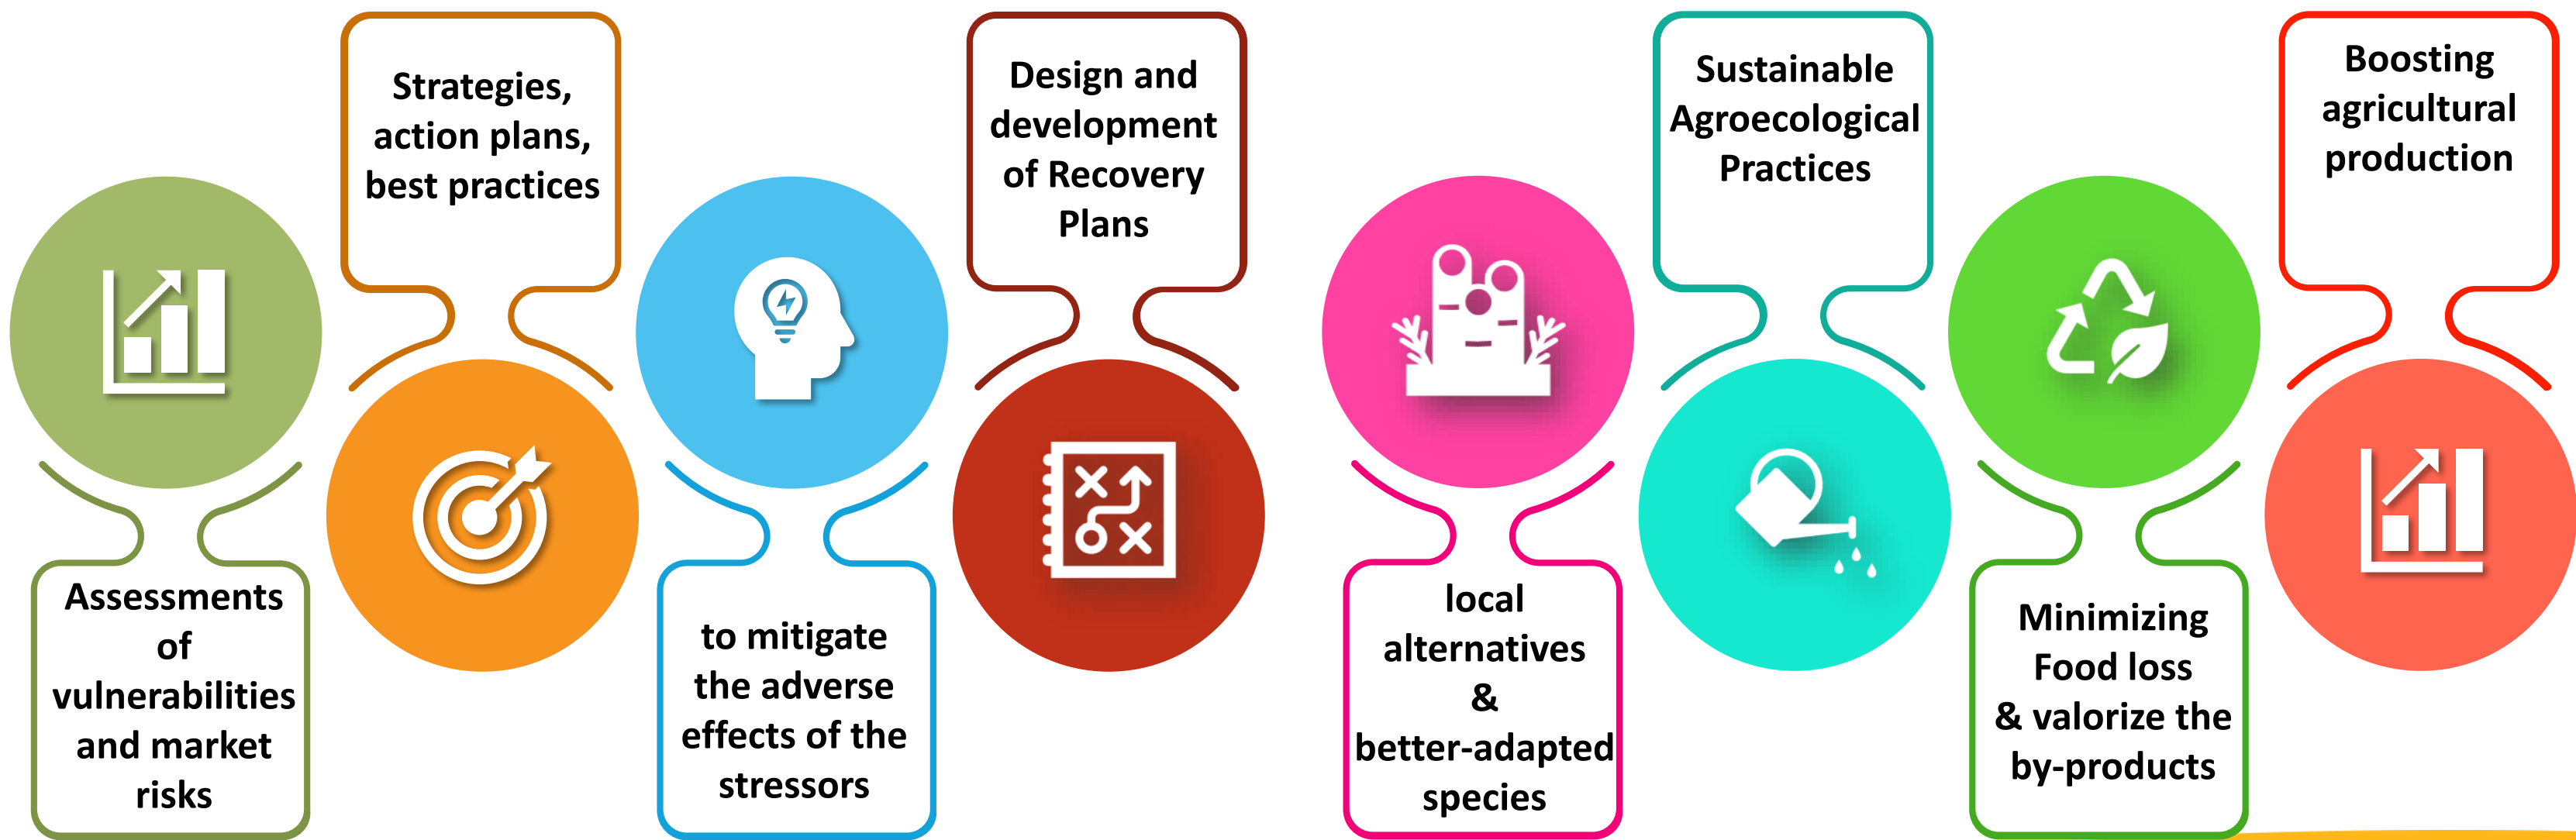 Assessments
of
vulnerabilities
and market
risks
Strategies,
action plans,
best practices
to mitigate
the adverse
effects of the
stressors
Design and
development
of Recovery
Plans
local
alternatives
&
better-adapted
species
Sustainable
Agroecological
Practices
Minimizing
Food loss
& valorize the
by-products
Boosting
agricultural
production